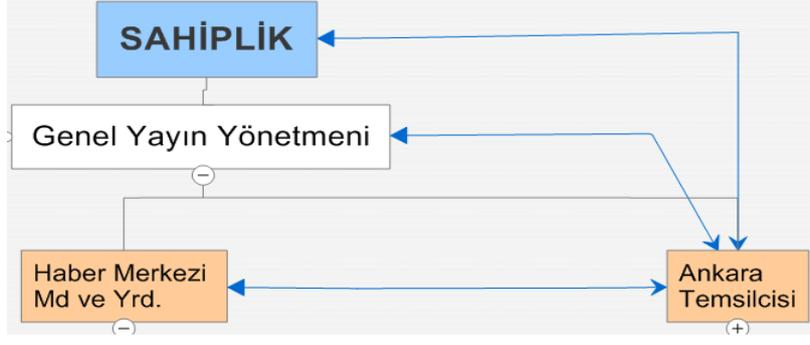 SAHİPLİK
Genel Yayın Yönetmeni
Haber Merkezi
Md ve Yrd.
Ankara
Temsilcisi